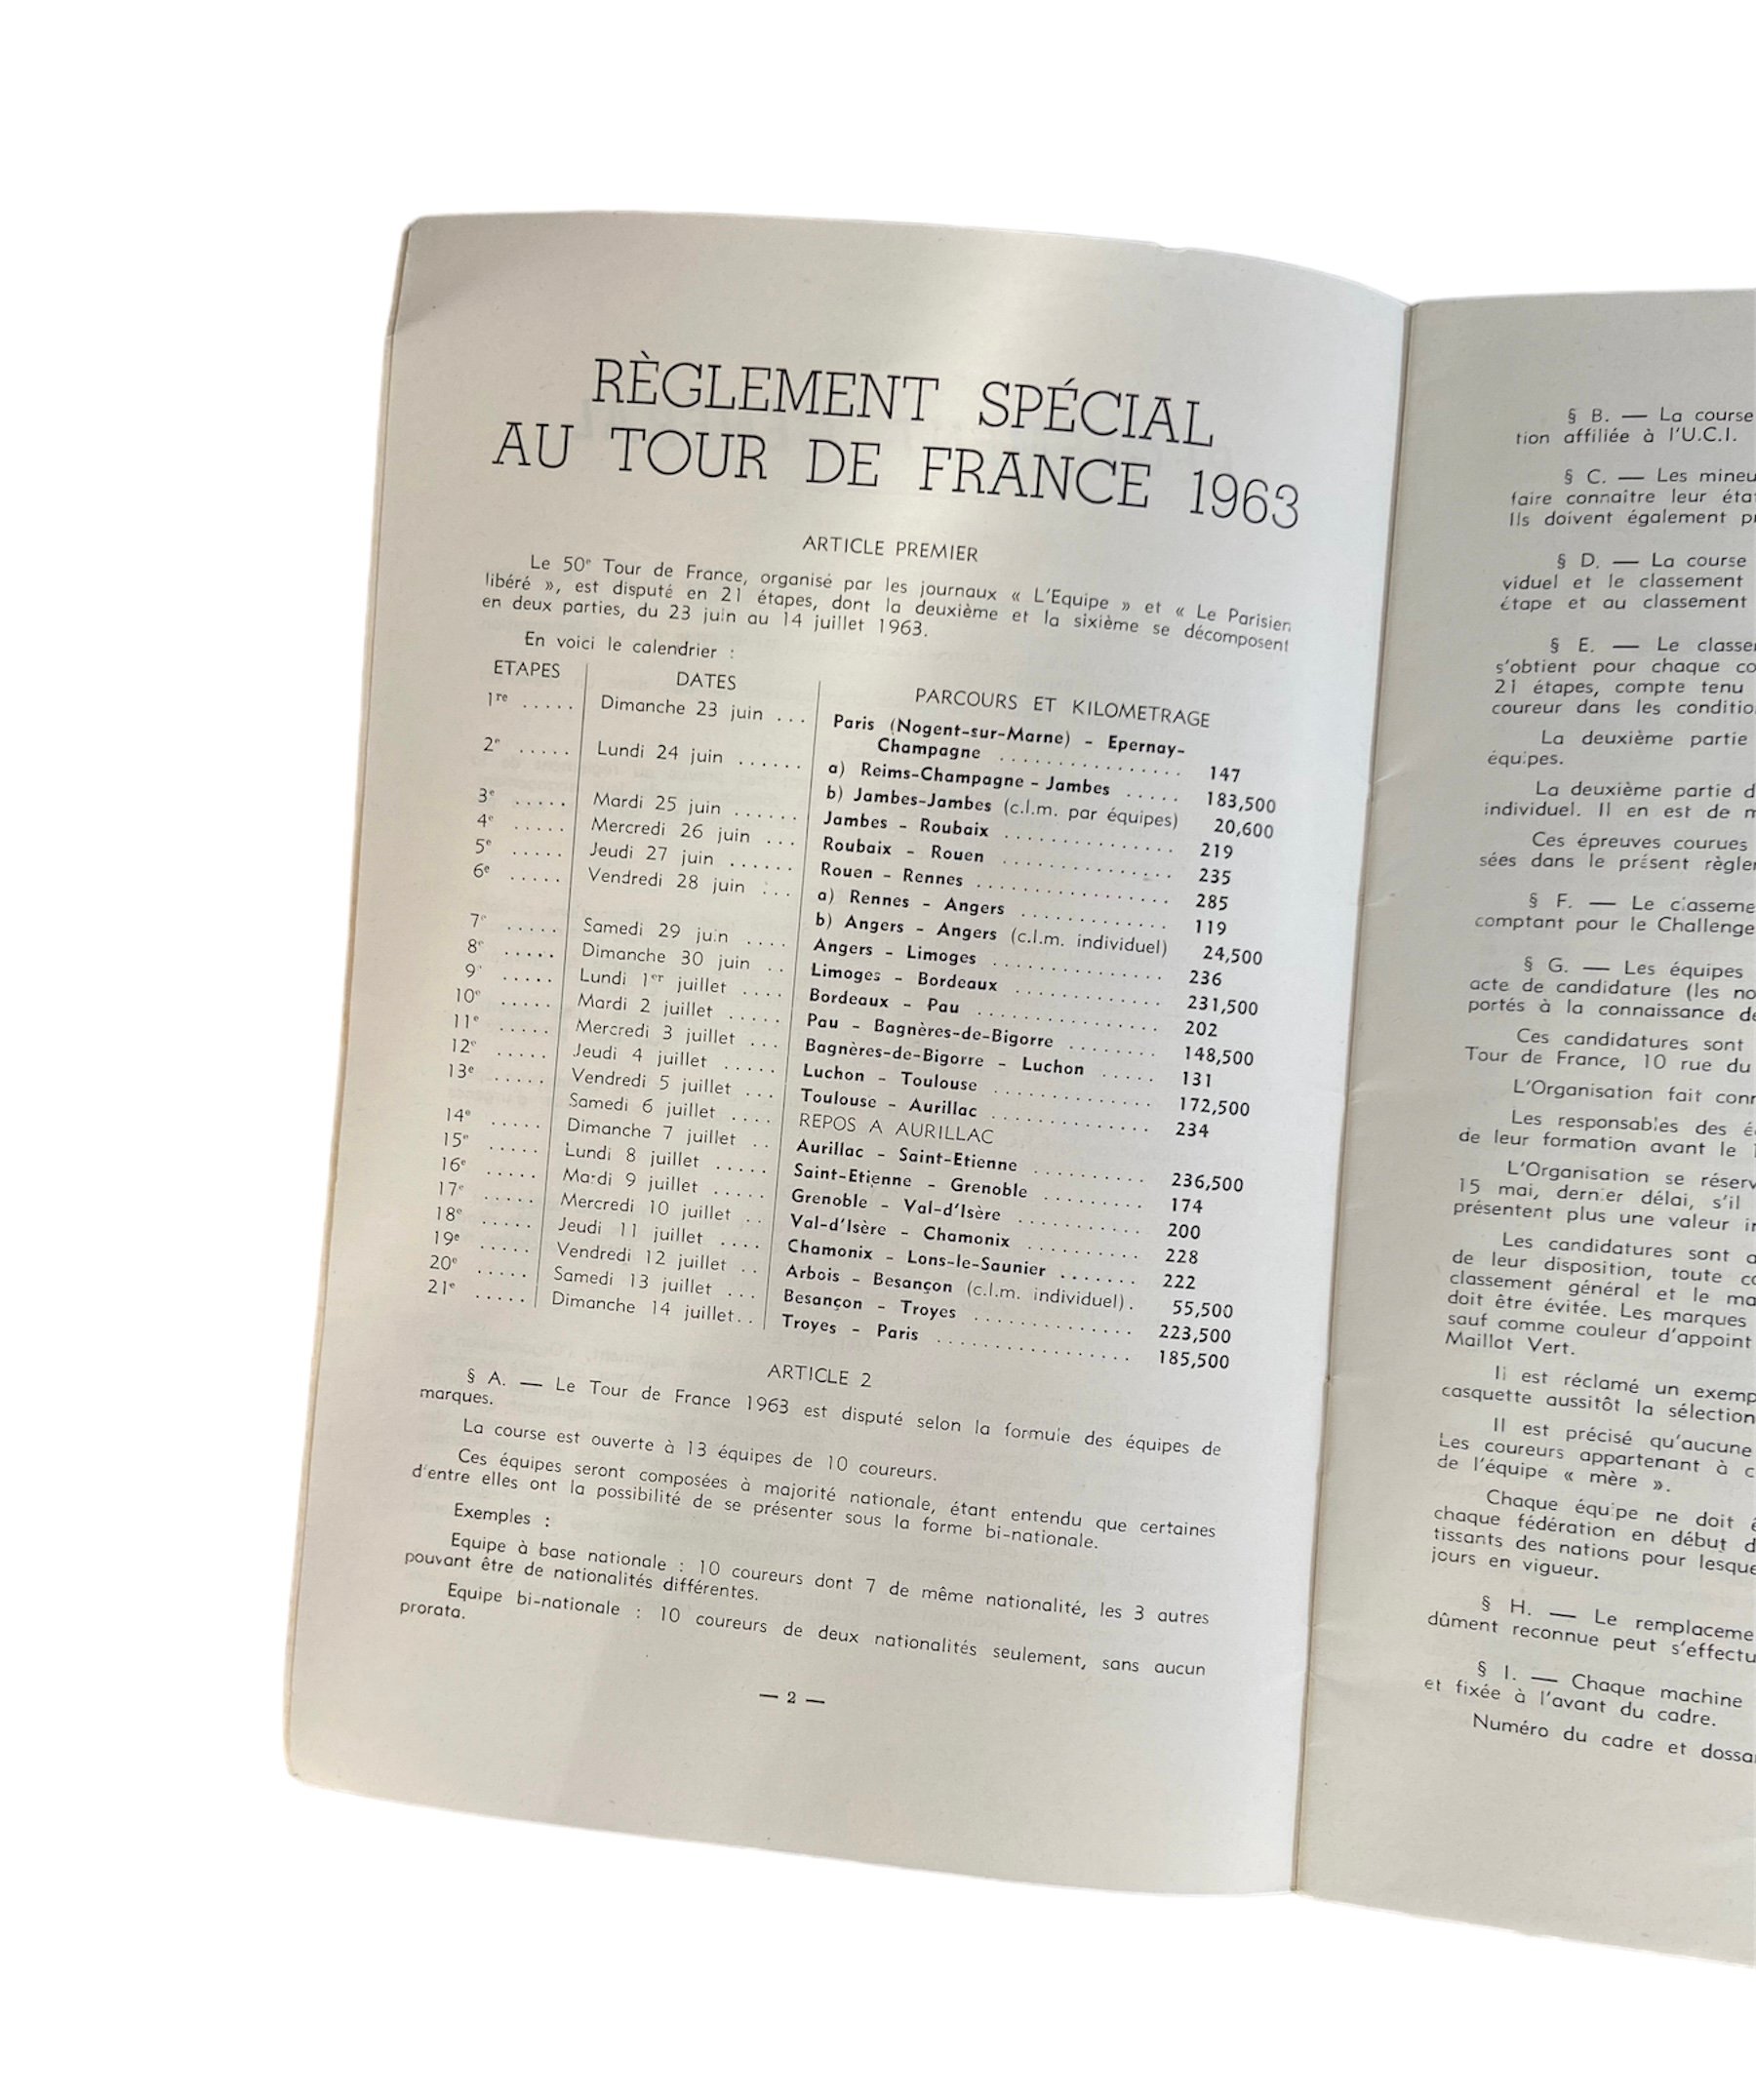 RÈGLEMENT SPÉCIAL
AU TOUR DE FRANCE 1963
ARTICLE PREMIER
Le 50e Tour de France, organisé par les journaux « L'Equipe » et « Le Parisien
libéré », est disputé en 21 étapes, dont la deuxième et la sixième se décomposent
en deux parties, du 23 juin au 14 juillet 1963.
En voici le calendrier :
ETAPES DATES PARCOURS ET KILOMETRAGE
1re ..... Dimanche 23 juin ... Paris (Nogent-sur-Marne) - Epernay-
Champagne ................ 147
2e ..... Lundi 24 juin ...... a) Reims-Champagne - Jambes ..... 183,500
b) Jambes-Jambes (c.l.m. par équipes) 20,600
3e ..... Mardi 25 juin ...... Jambes - Roubaix ............... 219
4e ..... Mercredi 26 juin ... Roubaix - Rouen ............... 235
5e ..... Jeudi 27 juin ...... Rouen - Rennes ................ 285
6e ..... Vendredi 28 juin ... a) Rennes - Angers ............ 119
b) Angers - Angers (c.l.m. individuel) 24,500
7e ..... Samedi 29 juin .... Angers - Limoges .............. 236
8e ..... Dimanche 30 juin .. Limoges - Bordeaux ............. 231,500
9e ..... Lundi 1er juillet .... Bordeaux - Pau ................ 202
10e ..... Mardi 2 juillet ..... Pau - Bagnères-de-Bigorre ........ 148,500
11e ..... Mercredi 3 juillet ... Bagnères-de-Bigorre - Luchon ..... 131
12e ..... Jeudi 4 juillet ..... Luchon - Toulouse .............. 172,500
13e ..... Vendredi 5 juillet ... Toulouse - Aurillac .............. 234
Samedi 6 juillet .... REPOS A AURILLAC
14e ..... Dimanche 7 juillet .. Aurillac - Saint-Etienne .......... 236,500
15e ..... Lundi 8 juillet ..... Saint-Etienne - Grenoble ......... 174
16e ..... Mardi 9 juillet ..... Grenoble - Val-d'Isère ........... 200
17e ..... Mercredi 10 juillet .. Val-d'Isère - Chamonix .......... 228
18e ..... Jeudi 11 juillet .... Chamonix - Lons-le-Saunier ....... 222
19e ..... Vendredi 12 juillet .. Arbois - Besançon (c.l.m. individuel). 55,500
20e ..... Samedi 13 juillet ... Besançon - Troyes .............. 223,500
21e ..... Dimanche 14 juillet.. Troyes - Paris ................. 185,500
ARTICLE 2
§ A. — Le Tour de France 1963 est disputé selon la formule des équipes de
marques.
La course est ouverte à 13 équipes de 10 coureurs.
Ces équipes seront composées à majorité nationale, étant entendu que certaines
d'entre elles ont la possibilité de se présenter sous la forme bi-nationale.
Exemples :
Equipe à base nationale : 10 coureurs dont 7 de même nationalité, les 3 autres
pouvant être de nationalités différentes.
Equipe bi-nationale : 10 coureurs de deux nationalités seulement, sans aucun
prorata.
— 2 —
§ B. — La course
tion affiliée à l'U.C.I.
§ C. — Les mineu
faire connaître leur éta
Ils doivent également p
§ D. — La course
viduel et le classement
étape et au classement
§ E. — Le classe
s'obtient pour chaque co
21 étapes, compte tenu
coureur dans les conditio
La deuxième partie
équipes.
La deuxième partie d
individuel. Il en est de
Ces épreuves courues
sées dans le présent règle
§ F. — Le classeme
comptant pour le Challenge
§ G. — Les équipes
acte de candidature (les no
portés à la connaissance de
Ces candidatures sont
Tour de France, 10 rue du
L'Organisation fait con
Les responsables des
de leur formation avant le
L'Organisation se réserv
15 mai, dernier délai, s'il
présentent plus une valeur
Les candidatures sont
de leur disposition, toute co
classement général et le ma
doit être évitée. Les marques
sauf comme couleur d'appoint
Maillot Vert.
Il est réclamé un exemp
casquette aussitôt la sélection
Il est précisé qu'aucune
Les coureurs appartenant à
de l'équipe « mère ».
Chaque équipe ne doit
chaque fédération en début d
tissants des nations pour lesque
jours en vigueur.
§ H. — Le remplaceme
dûment reconnue peut s'effectu
§ I. — Chaque machine
et fixée à l'avant du cadre.
Numéro du cadre et dossa